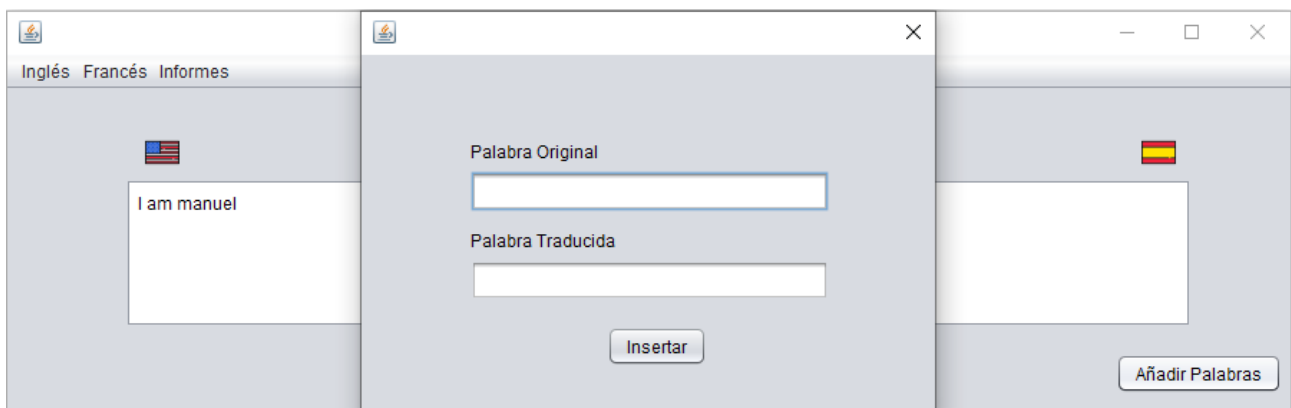 Inglés Francés Informes
I am manuel
Palabra Original
Palabra Traducida
Insertar
Añadir Palabras